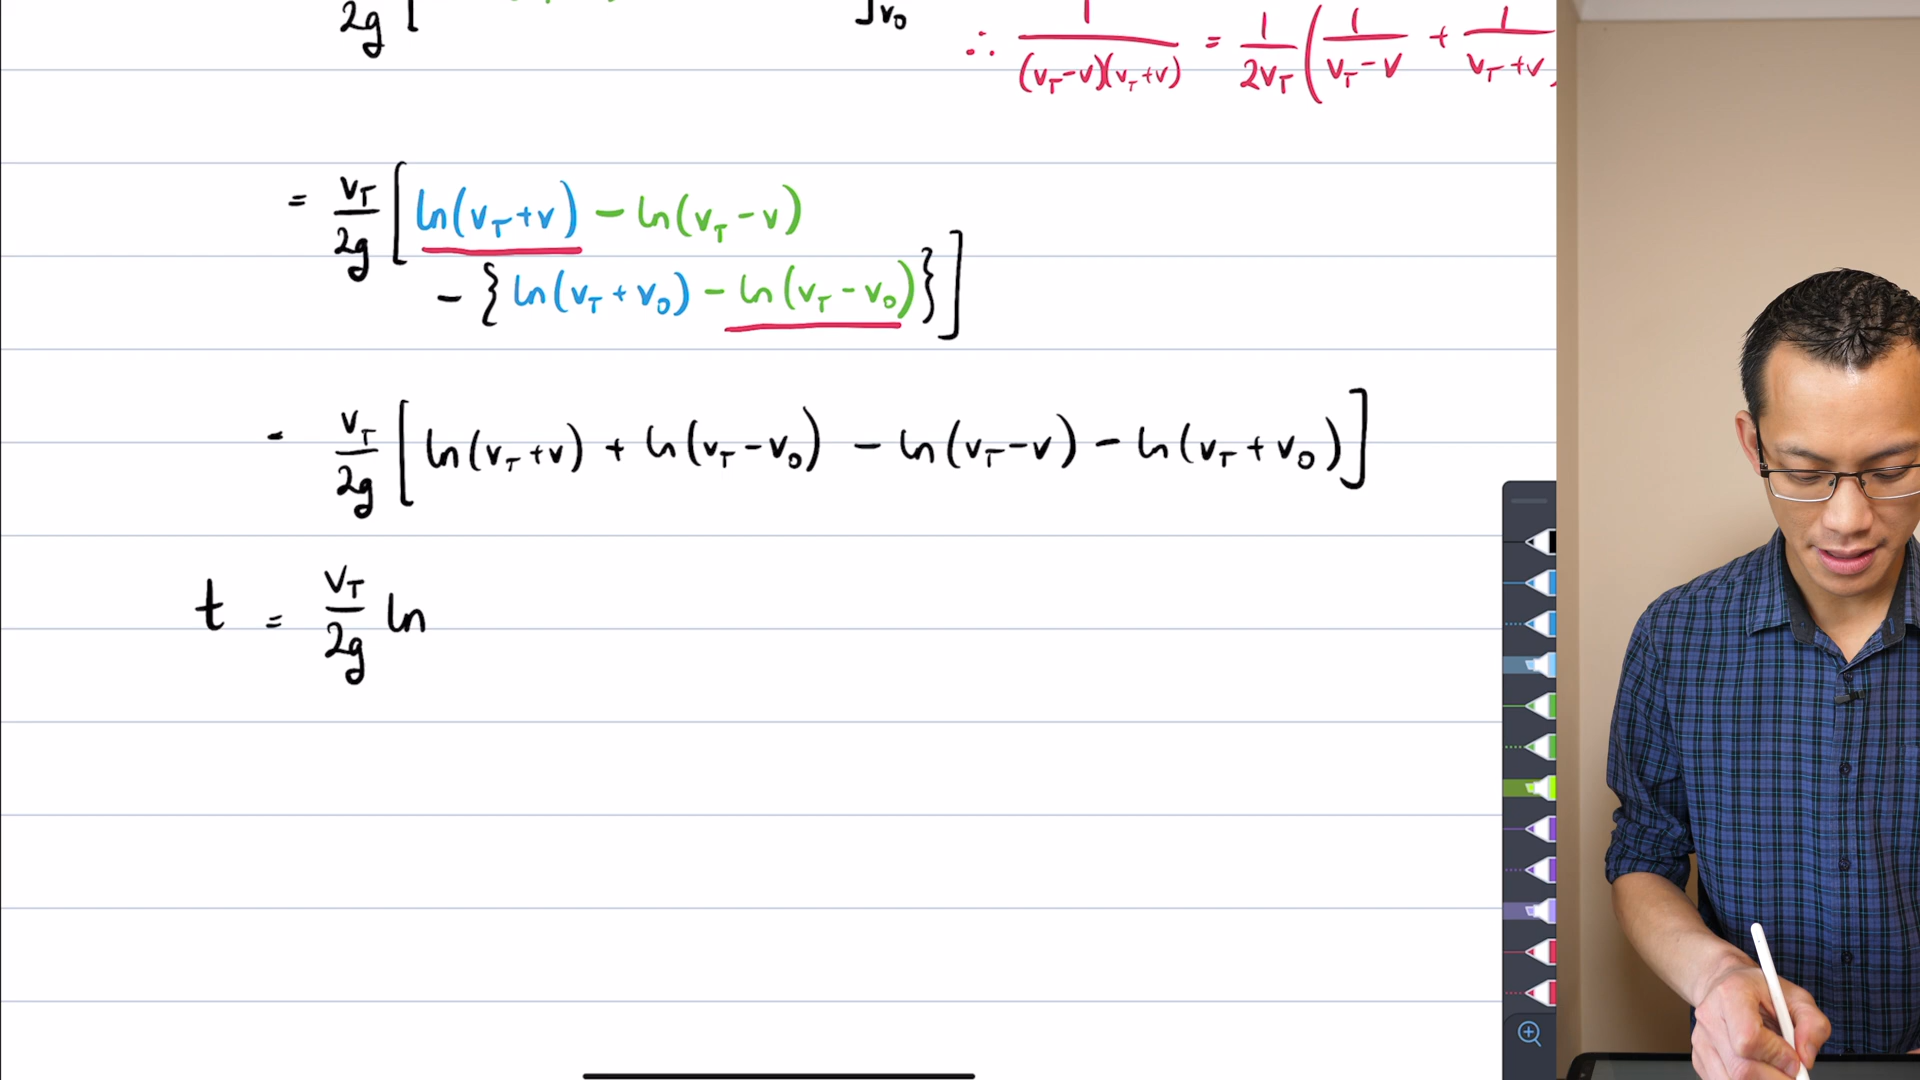 2g [ ]v₀ ∴ 1/((v_T-v)(v_T+v)) = 1/(2v_T) (1/(v_T-v) + 1/(v_T+v)
= v_T/2g [ln(v_T+v) - ln(v_T-v)
- {ln(v_T+v₀) - ln(v_T-v₀)}]
= v_T/2g [ln(v_T+v) + ln(v_T-v₀) - ln(v_T-v) - ln(v_T+v₀)]
t = v_T/2g ln